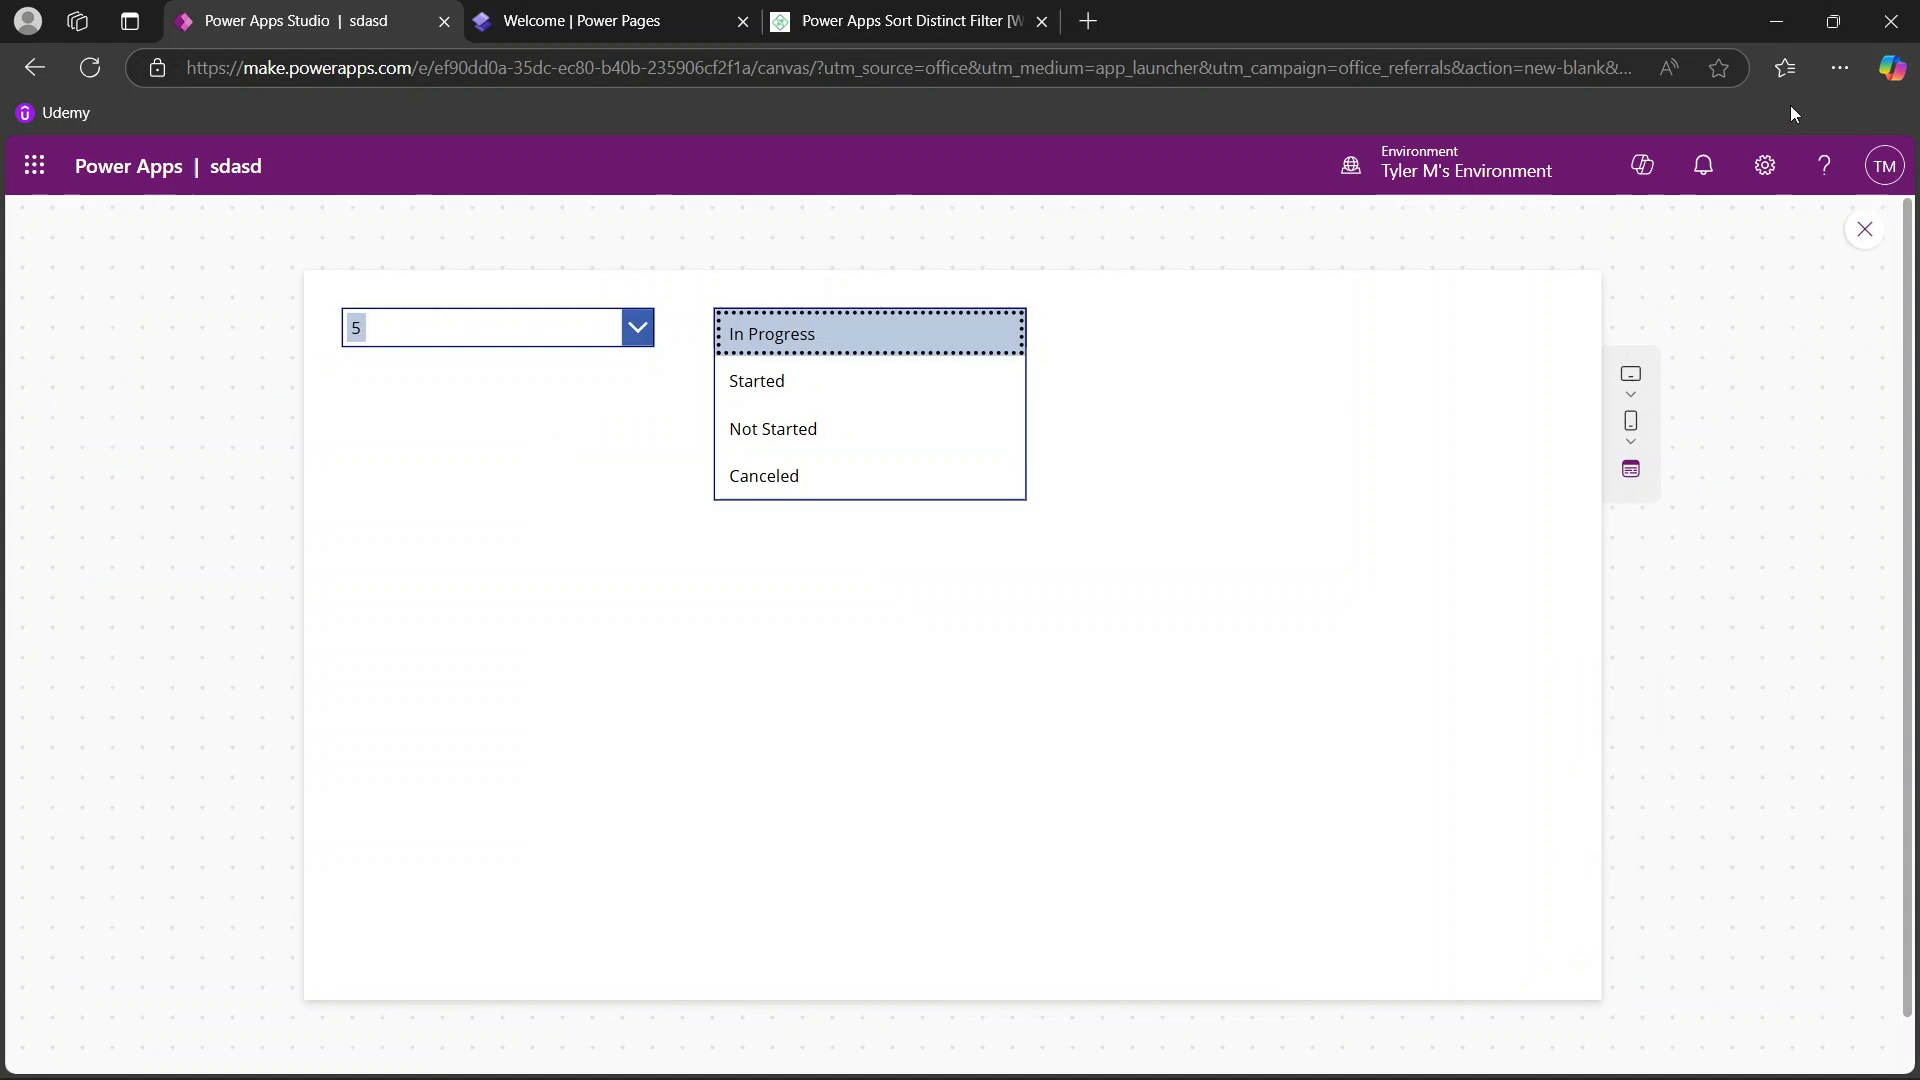 Power Apps Studio | sdasd
Welcome | Power Pages
Power Apps Sort Distinct Filter [W
https://make.powerapps.com/e/ef90dd0a-35dc-ec80-b40b-235906cf2f1a/canvas/?utm_source=office&utm_medium=app_launcher&utm_campaign=office_referrals&action=new-blank&...
Udemy
Power Apps | sdasd
Environment
Tyler M's Environment
TM
5
In Progress
Started
Not Started
Canceled